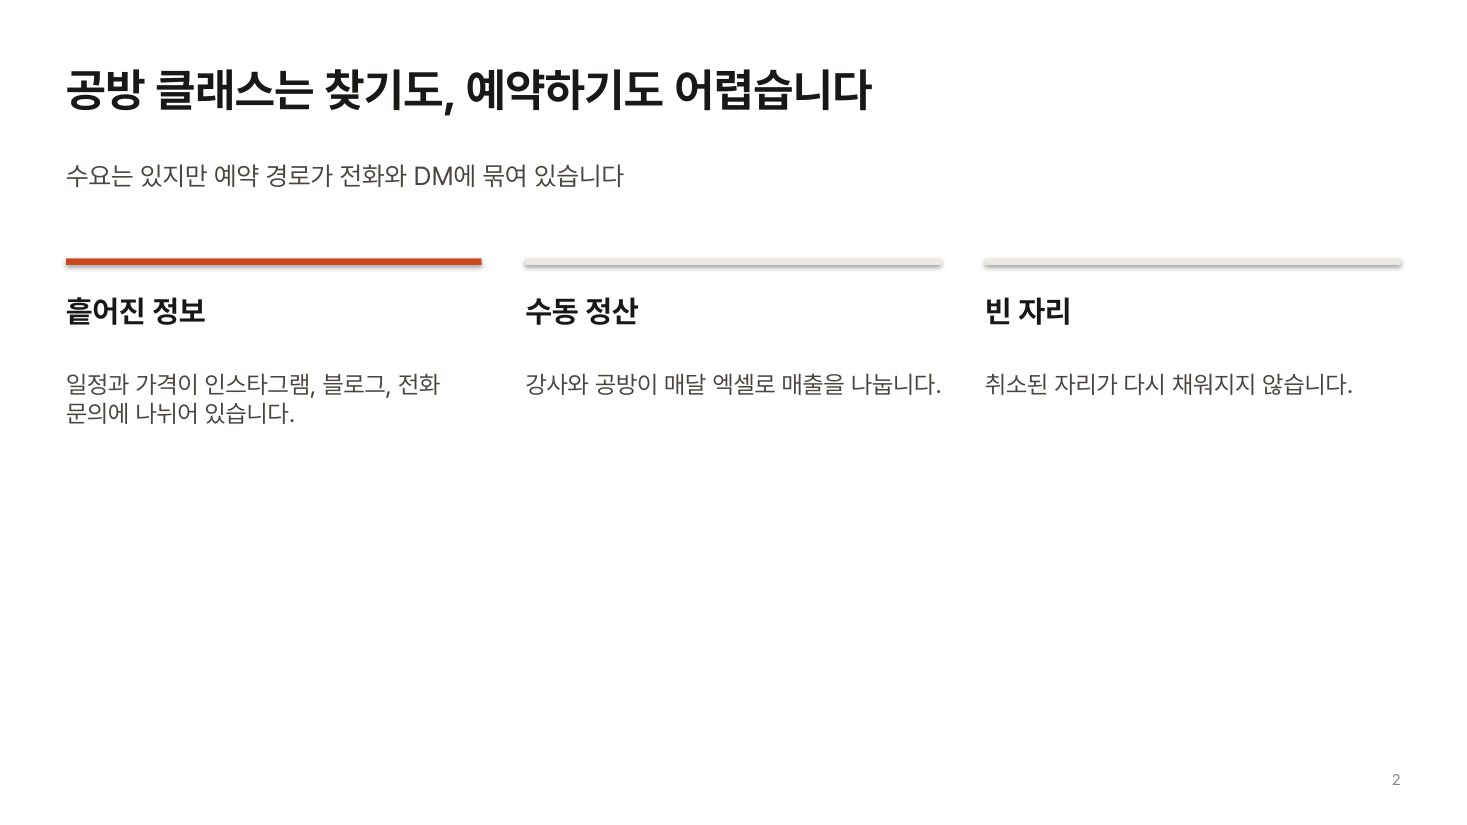 공방 클래스는 찾기도, 예약하기도 어렵습니다
수요는 있지만 예약 경로가 전화와 DM에 묶여 있습니다
흩어진 정보
일정과 가격이 인스타그램, 블로그, 전화
문의에 나뉘어 있습니다.
수동 정산
강사와 공방이 매달 엑셀로 매출을 나눕니다.
빈 자리
취소된 자리가 다시 채워지지 않습니다.
2